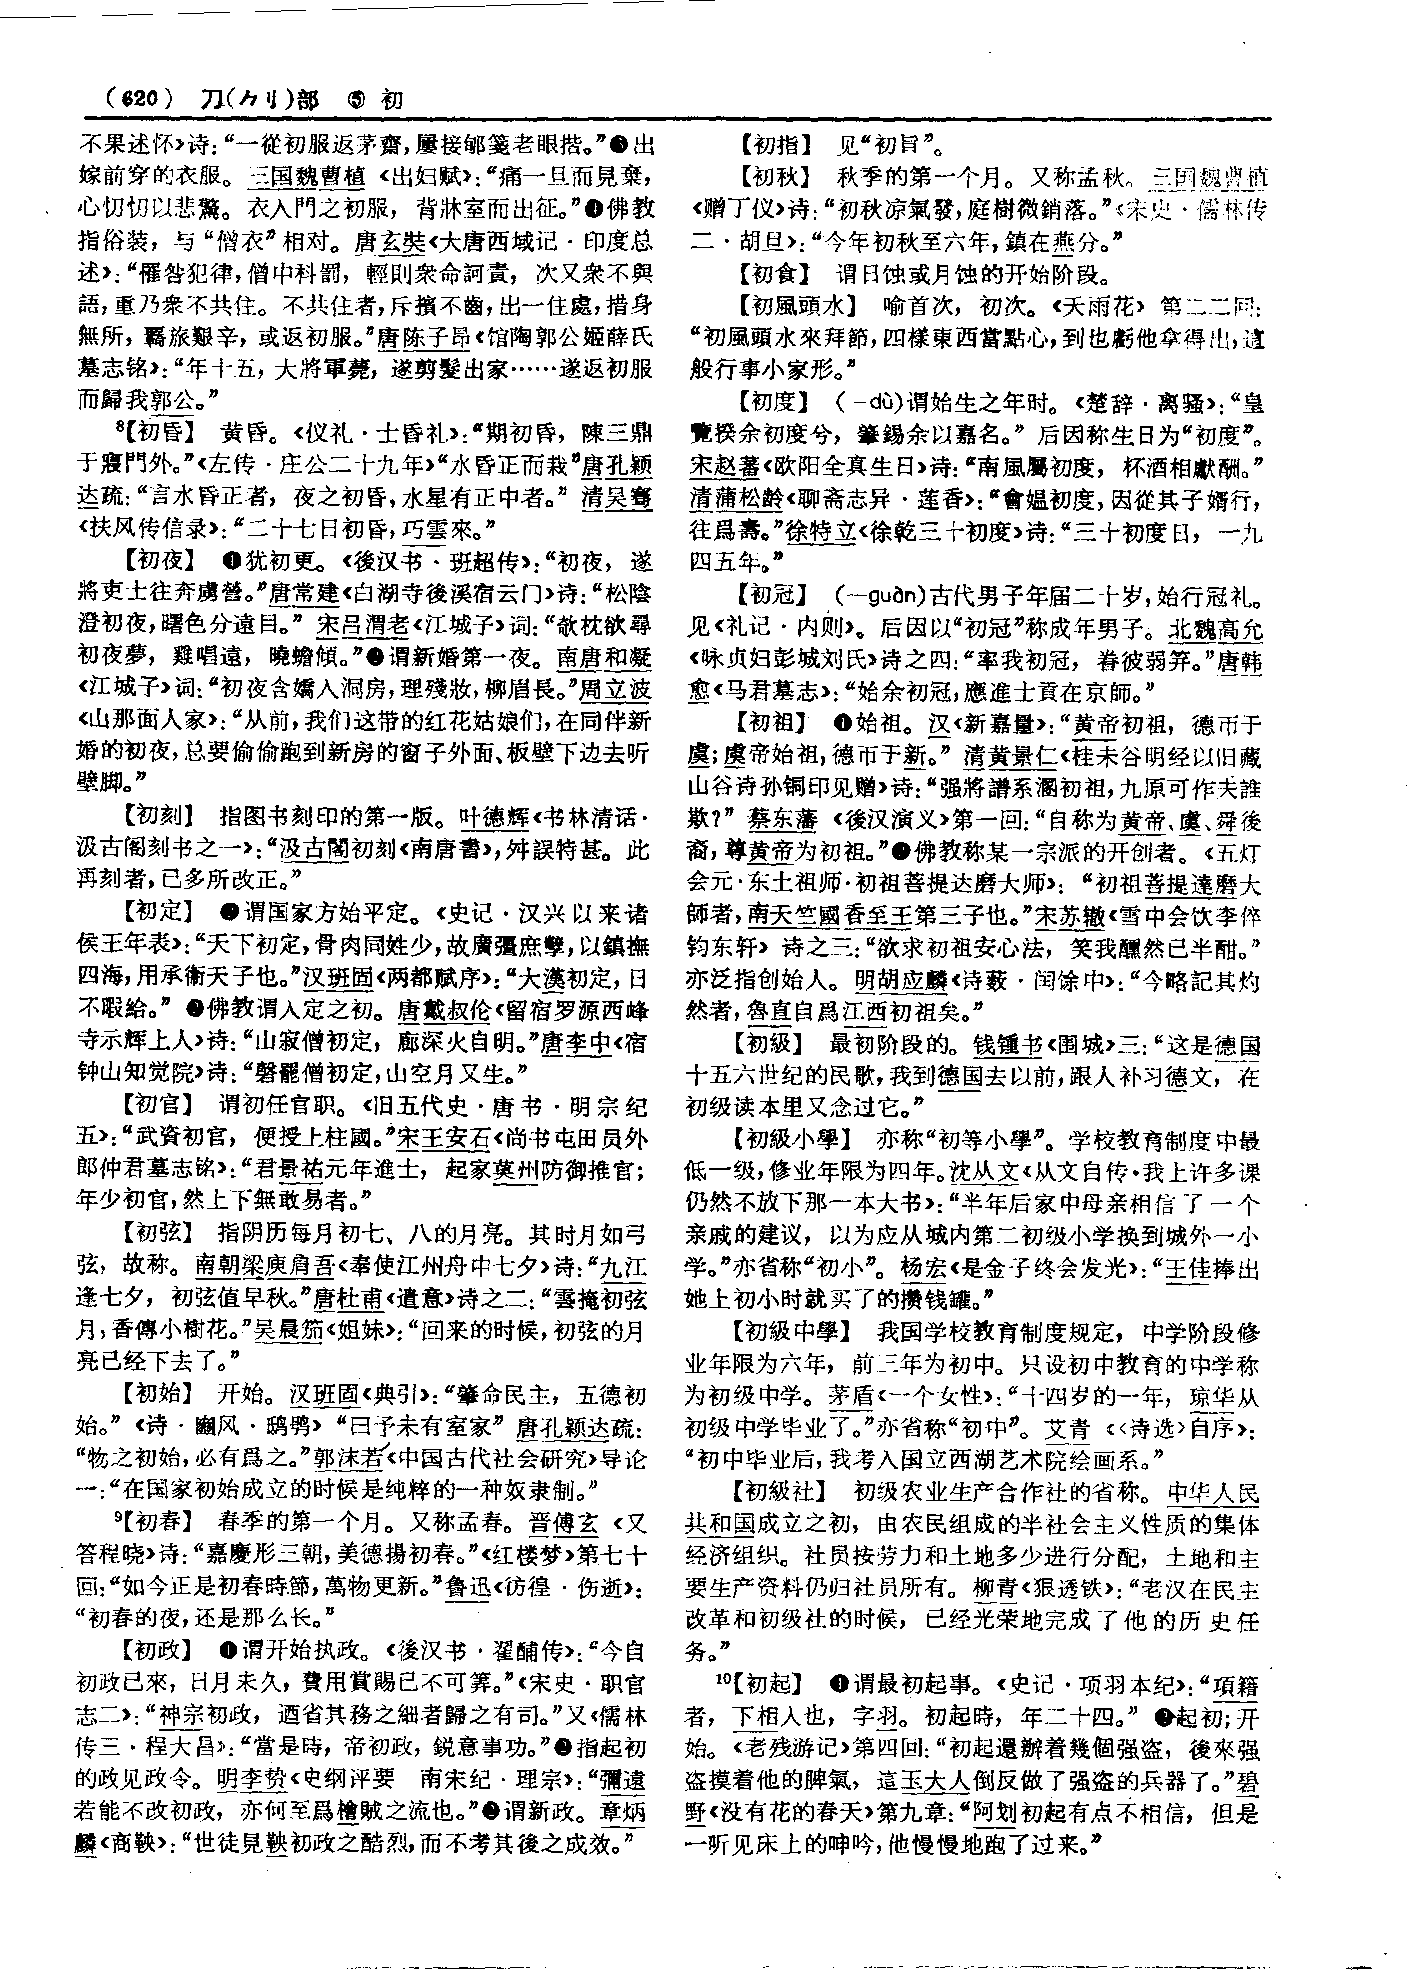 (620) 刀(⺈刂)部 ⑤ 初
不果述怀》诗：“一從初服返茅齋，屢接郇箋老眼揩。”❸出
嫁前穿的衣服。三国魏曹植《出妇赋》：“痛一旦而見棄，
心忉忉以悲驚。衣入門之初服，背牀室而出征。”❹佛教
指俗装，与“僧衣”相对。唐玄奘《大唐西域记·印度总
述》：“罹咎犯律，僧中科罰，輕則衆命訶責，次又衆不與
語，重乃衆不共住。不共住者，斥擯不齒，出一住處，措身
無所，羇旅艱辛，或返初服。”唐陈子昂《馆陶郭公姬薛氏
墓志铭》：“年十五，大將軍薨，遂剪髮出家……遂返初服
而歸我郭公。”
⁸【初昏】 黄昏。《仪礼·士昏礼》：“期初昏，陳三鼎
于寢門外。”《左传·庄公二十九年》“水昏正而栽”唐孔颖
达疏：“言水昏正者，夜之初昏，水星有正中者。”清吴骞
《扶风传信录》：“二十七日初昏，巧雲來。”
【初夜】 ❶犹初更。《後汉书·班超传》：“初夜，遂
將吏士往奔虜營。”唐常建《白湖寺後溪宿云门》诗：“松陰
澄初夜，曙色分遠目。”宋吕渭老《江城子》词：“欹枕欲尋
初夜夢，雞唱遠，曉蟾傾。”❷谓新婚第一夜。南唐和凝
《江城子》词：“初夜含嬌入洞房，理殘妝，柳眉長。”周立波
《山那面人家》：“从前，我们这带的红花姑娘们，在同伴新
婚的初夜，总要偷偷跑到新房的窗子外面、板壁下边去听
壁脚。”
【初刻】 指图书刻印的第一版。叶德辉《书林清话·
汲古阁刻书之一》：“汲古閣初刻《南唐書》，舛誤特甚。此
再刻者，已多所改正。”
【初定】 ❶谓国家方始平定。《史记·汉兴以来诸
侯王年表》：“天下初定，骨肉同姓少，故廣彊庶孽，以鎮撫
四海，用承衞天子也。”汉班固《两都赋序》：“大漢初定，日
不暇給。”❷佛教谓入定之初。唐戴叔伦《留宿罗源西峰
寺示辉上人》诗：“山寂僧初定，廊深火自明。”唐李中《宿
钟山知觉院》诗：“磬罷僧初定，山空月又生。”
【初官】 谓初任官职。《旧五代史·唐书·明宗纪
五》：“武資初官，便授上柱國。”宋王安石《尚书屯田员外
郎仲君墓志铭》：“君景祐元年進士，起家莫州防御推官；
年少初官，然上下無敢易者。”
【初弦】 指阴历每月初七、八的月亮。其时月如弓
弦，故称。南朝梁庾肩吾《奉使江州舟中七夕》诗：“九江
逢七夕，初弦值早秋。”唐杜甫《遣意》诗之二：“雲掩初弦
月，香傳小樹花。”吴晨笳《姐妹》：“回来的时候，初弦的月
亮已经下去了。”
【初始】 开始。汉班固《典引》：“肇命民主，五德初
始。”《诗·豳风·鸱鸮》“曰予未有室家”唐孔颖达疏：
“物之初始，必有爲之。”郭沫若《中国古代社会研究》导论
一：“在国家初始成立的时候是纯粹的一种奴隶制。”
⁹【初春】 春季的第一个月。又称孟春。晋傅玄《又
答程晓》诗：“嘉慶形三朝，美德揚初春。”《红楼梦》第七十
回：“如今正是初春時節，萬物更新。”鲁迅《彷徨·伤逝》：
“初春的夜，还是那么长。”
【初政】 ❶谓开始执政。《後汉书·翟酺传》：“今自
初政已來，日月未久，費用賞賜已不可筭。”《宋史·职官
志二》：“神宗初政，迺省其務之細者歸之有司。”又《儒林
传三·程大昌》：“當是時，帝初政，鋭意事功。”❷指起初
的政见政令。明李贽《史纲评要 南宋纪·理宗》：“彌遠
若能不改初政，亦何至爲檜賊之流也。”❸谓新政。章炳
麟《商鞅》：“世徒見鞅初政之酷烈，而不考其後之成效。”
【初指】 见“初旨”。
【初秋】 秋季的第一个月。又称孟秋。三国魏曹植
《赠丁仪》诗：“初秋凉氣發，庭樹微銷落。”《宋史·儒林传
二·胡旦》：“今年初秋至六年，鎮在燕分。”
【初食】 谓日蚀或月蚀的开始阶段。
【初風頭水】 喻首次，初次。《天雨花》第二二回：
“初風頭水來拜節，四樣東西當點心，到也虧他拿得出，這
般行事小家形。”
【初度】 （－dù）谓始生之年时。《楚辞·离骚》：“皇
覽揆余初度兮，肇錫余以嘉名。”后因称生日为“初度”。
宋赵蕃《欧阳全真生日》诗：“南風屬初度，杯酒相獻酬。”
清蒲松龄《聊斋志异·莲香》：“會媪初度，因從其子婿行，
往爲壽。”徐特立《徐乾三十初度》诗：“三十初度日，一九
四五年。”
【初冠】 （－guàn）古代男子年届二十岁，始行冠礼。
见《礼记·内则》。后因以“初冠”称成年男子。北魏高允
《咏贞妇彭城刘氏》诗之四：“率我初冠，眷彼弱笄。”唐韩
愈《马君墓志》：“始余初冠，應進士貢在京師。”
【初祖】 ❶始祖。汉《新嘉量》：“黄帝初祖，德帀于
虞；虞帝始祖，德帀于新。”清黄景仁《桂未谷明经以旧藏
山谷诗孙铜印见赠》诗：“强將譜系溷初祖，九原可作夫誰
欺？”蔡东藩《後汉演义》第一回：“自称为黄帝、虞、舜後
裔，尊黄帝为初祖。”❷佛教称某一宗派的开创者。《五灯
会元·东土祖师·初祖菩提达磨大师》：“初祖菩提達磨大
師者，南天竺國香至王第三子也。”宋苏辙《雪中会饮李倅
钧东轩》诗之三：“欲求初祖安心法，笑我醺然已半酣。”
亦泛指创始人。明胡应麟《诗薮·闰馀中》：“今略記其灼
然者，魯直自爲江西初祖矣。”
【初級】 最初阶段的。钱锺书《围城》三：“这是德国
十五六世纪的民歌，我到德国去以前，跟人补习德文，在
初级读本里又念过它。”
【初級小學】 亦称“初等小學”。学校教育制度中最
低一级，修业年限为四年。沈从文《从文自传·我上许多课
仍然不放下那一本大书》：“半年后家中母亲相信了一个
亲戚的建议，以为应从城内第二初级小学换到城外一小
学。”亦省称“初小”。杨宏《是金子终会发光》：“王佳捧出
她上初小时就买了的攒钱罐。”
【初級中學】 我国学校教育制度规定，中学阶段修
业年限为六年，前三年为初中。只设初中教育的中学称
为初级中学。茅盾《一个女性》：“十四岁的一年，琼华从
初级中学毕业了。”亦省称“初中”。艾青《〈诗选〉自序》：
“初中毕业后，我考入国立西湖艺术院绘画系。”
【初級社】 初级农业生产合作社的省称。中华人民
共和国成立之初，由农民组成的半社会主义性质的集体
经济组织。社员按劳力和土地多少进行分配，土地和主
要生产资料仍归社员所有。柳青《狠透铁》：“老汉在民主
改革和初级社的时候，已经光荣地完成了他的历史任
务。”
¹⁰【初起】 ❶谓最初起事。《史记·项羽本纪》：“項籍
者，下相人也，字羽。初起時，年二十四。”❷起初；开
始。《老残游记》第四回：“初起還辦着幾個强盗，後來强
盗摸着他的脾氣，這玉大人倒反做了强盗的兵器了。”碧
野《没有花的春天》第九章：“阿划初起有点不相信，但是
一听见床上的呻吟，他慢慢地跑了过来。”